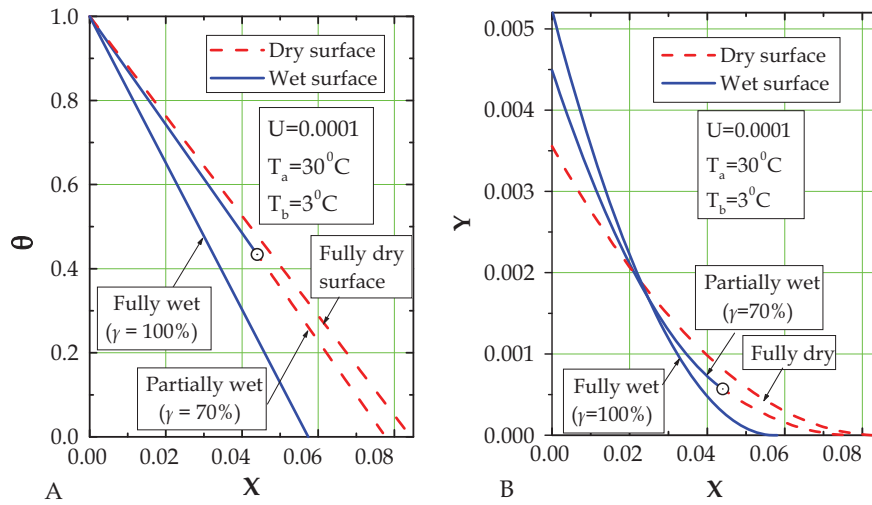 1.0
0.8
0.6
0.4
0.2
0.0
θ
Dry surface
Wet surface
U=0.0001
Tₐ=30⁰C
T_b=3⁰C
Fully dry
surface
Fully wet
(γ = 100%)
Partially wet
(γ = 70%)
0.00 0.02 0.04 0.06 0.08
A
X
0.005
0.004
0.003
0.002
0.001
0.000
Y
Dry surface
Wet surface
U=0.0001
Tₐ=30⁰C
T_b=3⁰C
Partially wet
(γ=70%)
Fully dry
Fully wet
(γ=100%)
0.00 0.02 0.04 0.06 0.08
B
X